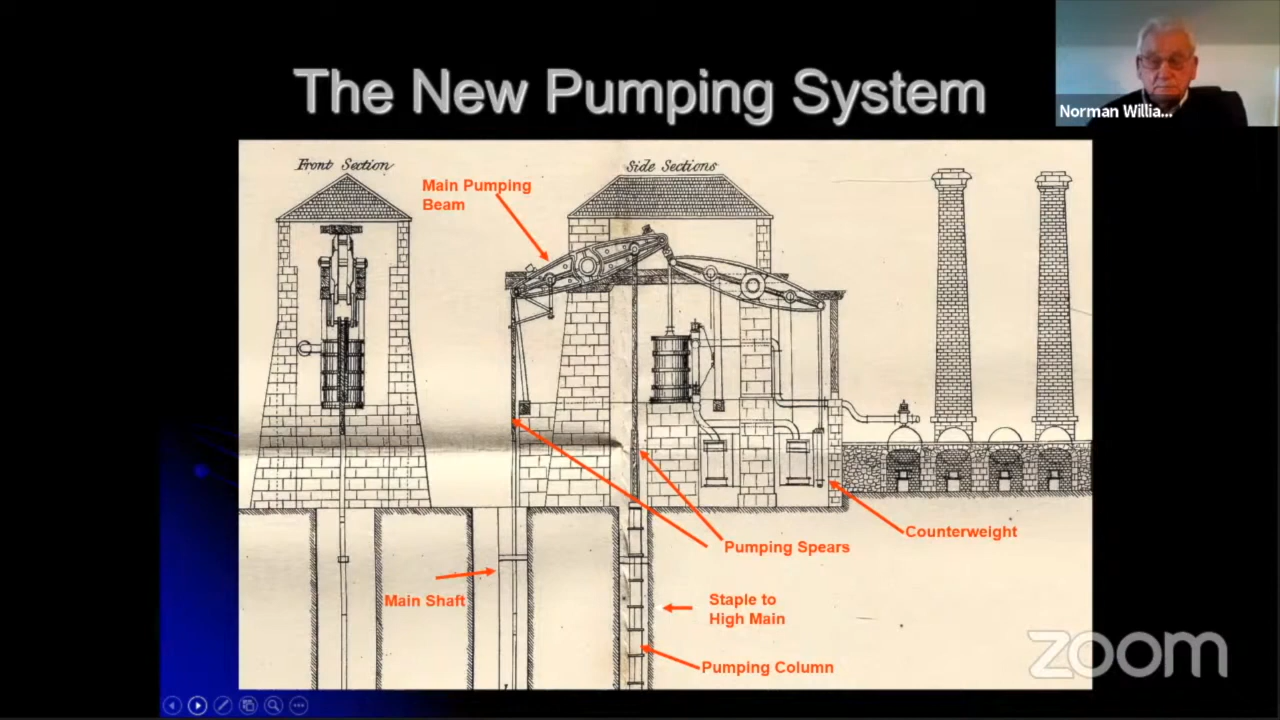 The New Pumping System
Norman Willia...
Front Section
Side Sections
Main Pumping
Beam
Pumping Spears
Counterweight
Main Shaft
Staple to
High Main
Pumping Column
zoom